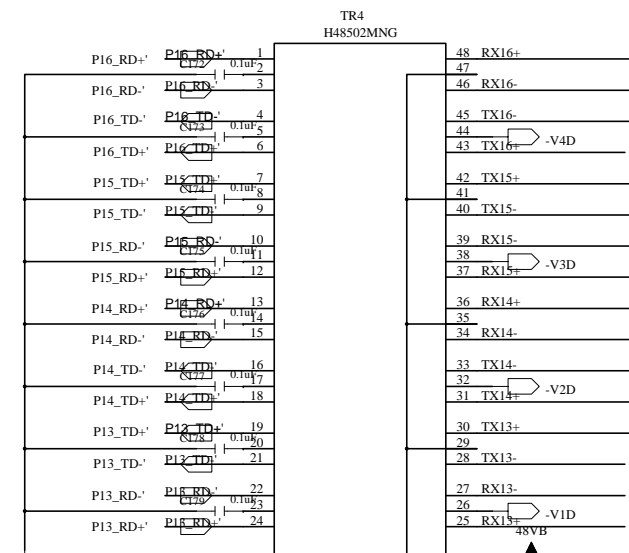 TR4
H48502MNG
P16_RD+' P16_RD+' 1 48 RX16+
C172 0.1uF 2 47
P16_RD-' P16_RD-' 3 46 RX16-
P16_TD-' P16_TD-' 4 45 TX16-
C173 0.1uF 5 44 -V4D
P16_TD+' P16_TD+' 6 43 TX16+
P15_TD+' P15_TD+' 7 42 TX15+
C174 0.1uF 8 41
P15_TD-' P15_TD-' 9 40 TX15-
P15_RD-' P15_RD-' 10 39 RX15-
C175 0.1uF 11 38 -V3D
P15_RD+' P15_RD+' 12 37 RX15+
P14_RD+' P14_RD+' 13 36 RX14+
C176 0.1uF 14 35
P14_RD-' P14_RD-' 15 34 RX14-
P14_TD-' P14_TD-' 16 33 TX14-
C177 0.1uF 17 32 -V2D
P14_TD+' P14_TD+' 18 31 TX14+
P13_TD+' P13_TD+' 19 30 TX13+
C178 0.1uF 20 29
P13_TD-' P13_TD-' 21 28 TX13-
P13_RD-' P13_RD-' 22 27 RX13-
C179 0.1uF 23 26 -V1D
P13_RD+' P13_RD+' 24 25 RX13+
48VB